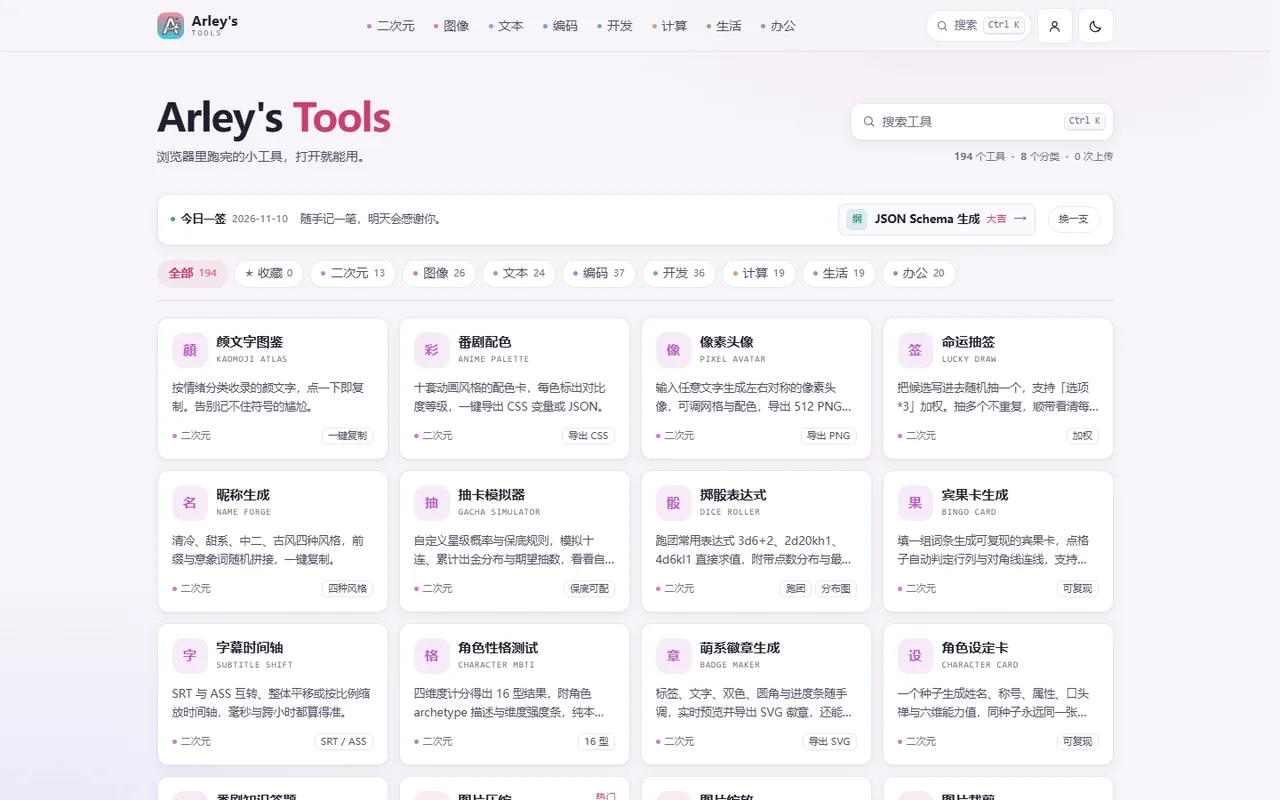 Arley's
TOOLS
二次元 图像 文本 编码 开发 计算 生活 办公
搜索 Ctrl K
Arley's Tools
浏览器里跑完的小工具，打开就能用。
搜索工具 Ctrl K
194 个工具 • 8 个分类 • 0 次上传
今日一签 2026-11-10 随手记一笔，明天会感谢你。
纲 JSON Schema 生成 大吉 →
换一支
全部 194 ★ 收藏 0 二次元 13 图像 26 文本 24 编码 37 开发 36 计算 19 生活 19 办公 20
顔 颜文字图鉴
KAOMOJI ATLAS
按情绪分类收录的颜文字，点一下即复
制。告别记不住符号的尴尬。
二次元 一键复制
彩 番剧配色
ANIME PALETTE
十套动画风格的配色卡，每色标出对比
度等级，一键导出 CSS 变量或 JSON。
二次元 导出 CSS
像 像素头像
PIXEL AVATAR
输入任意文字生成左右对称的像素头
像，可调网格与配色，导出 512 PNG...
二次元 导出 PNG
签 命运抽签
LUCKY DRAW
把候选写进去随机抽一个，支持「选项
*3」加权。抽多个不重复，顺带看清每...
二次元 加权
名 昵称生成
NAME FORGE
清冷、甜系、中二、古风四种风格，前
缀与意象词随机拼接，一键复制。
二次元 四种风格
抽 抽卡模拟器
GACHA SIMULATOR
自定义星级概率与保底规则，模拟十
连、累计出金分布与期望抽数，看看自...
二次元 保底可配
骰 掷骰表达式
DICE ROLLER
跑团常用表达式 3d6+2、2d20kh1、
4d6kl1 直接求值，附带点数分布与最...
二次元 跑团 分布图
果 宾果卡生成
BINGO CARD
填一组词条生成可复现的宾果卡，点格
子自动判定行列与对角线连线，支持...
二次元 可复现
字 字幕时间轴
SUBTITLE SHIFT
SRT 与 ASS 互转、整体平移或按比例缩
放时间轴，毫秒与跨小时都算得准。
二次元 SRT / ASS
格 角色性格测试
CHARACTER MBTI
四维度计分得出 16 型结果，附角色
archetype 描述与维度强度条，纯本...
二次元 16 型
章 萌系徽章生成
BADGE MAKER
标签、文字、双色、圆角与进度条随手
调，实时预览并导出 SVG 徽章，还能...
二次元 导出 SVG
设 角色设定卡
CHARACTER CARD
一个种子生成姓名、称号、属性、口头
禅与六维能力值，同种子永远同一张...
二次元 可复现
番剧知识答题
图片压缩 热门
图片缩放
图片裁剪